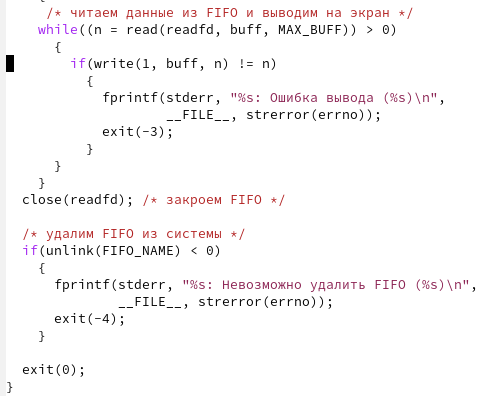 /* читаем данные из FIFO и выводим на экран */
while((n = read(readfd, buff, MAX_BUFF)) > 0)
{
if(write(1, buff, n) != n)
{
fprintf(stderr, "%s: Ошибка вывода (%s)\n",
__FILE__, strerror(errno));
exit(-3);
}
}
}
close(readfd); /* закроем FIFO */
/* удалим FIFO из системы */
if(unlink(FIFO_NAME) < 0)
{
fprintf(stderr, "%s: Невозможно удалить FIFO (%s)\n",
__FILE__, strerror(errno));
exit(-4);
}
exit(0);
}